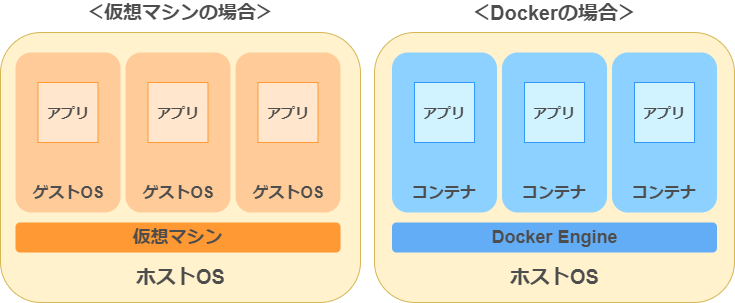 ＜仮想マシンの場合＞
アプリ アプリ アプリ
ゲストOS ゲストOS ゲストOS
仮想マシン
ホストOS
＜Dockerの場合＞
アプリ アプリ アプリ
コンテナ コンテナ コンテナ
Docker Engine
ホストOS